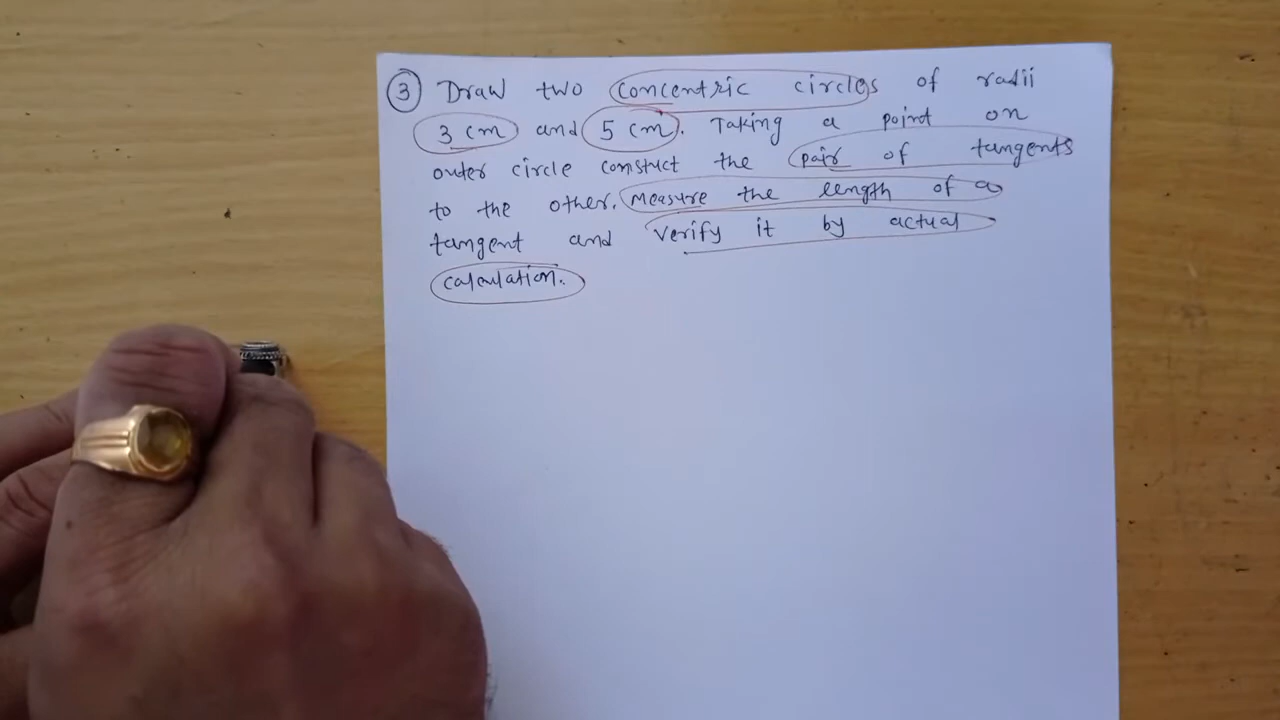 3 Draw two concentric circles of radii
3 cm and 5 cm. Taking a point on
outer circle constuct the pair of tangents
to the other. Measure the length of a
tangent and verify it by actual
calculation.